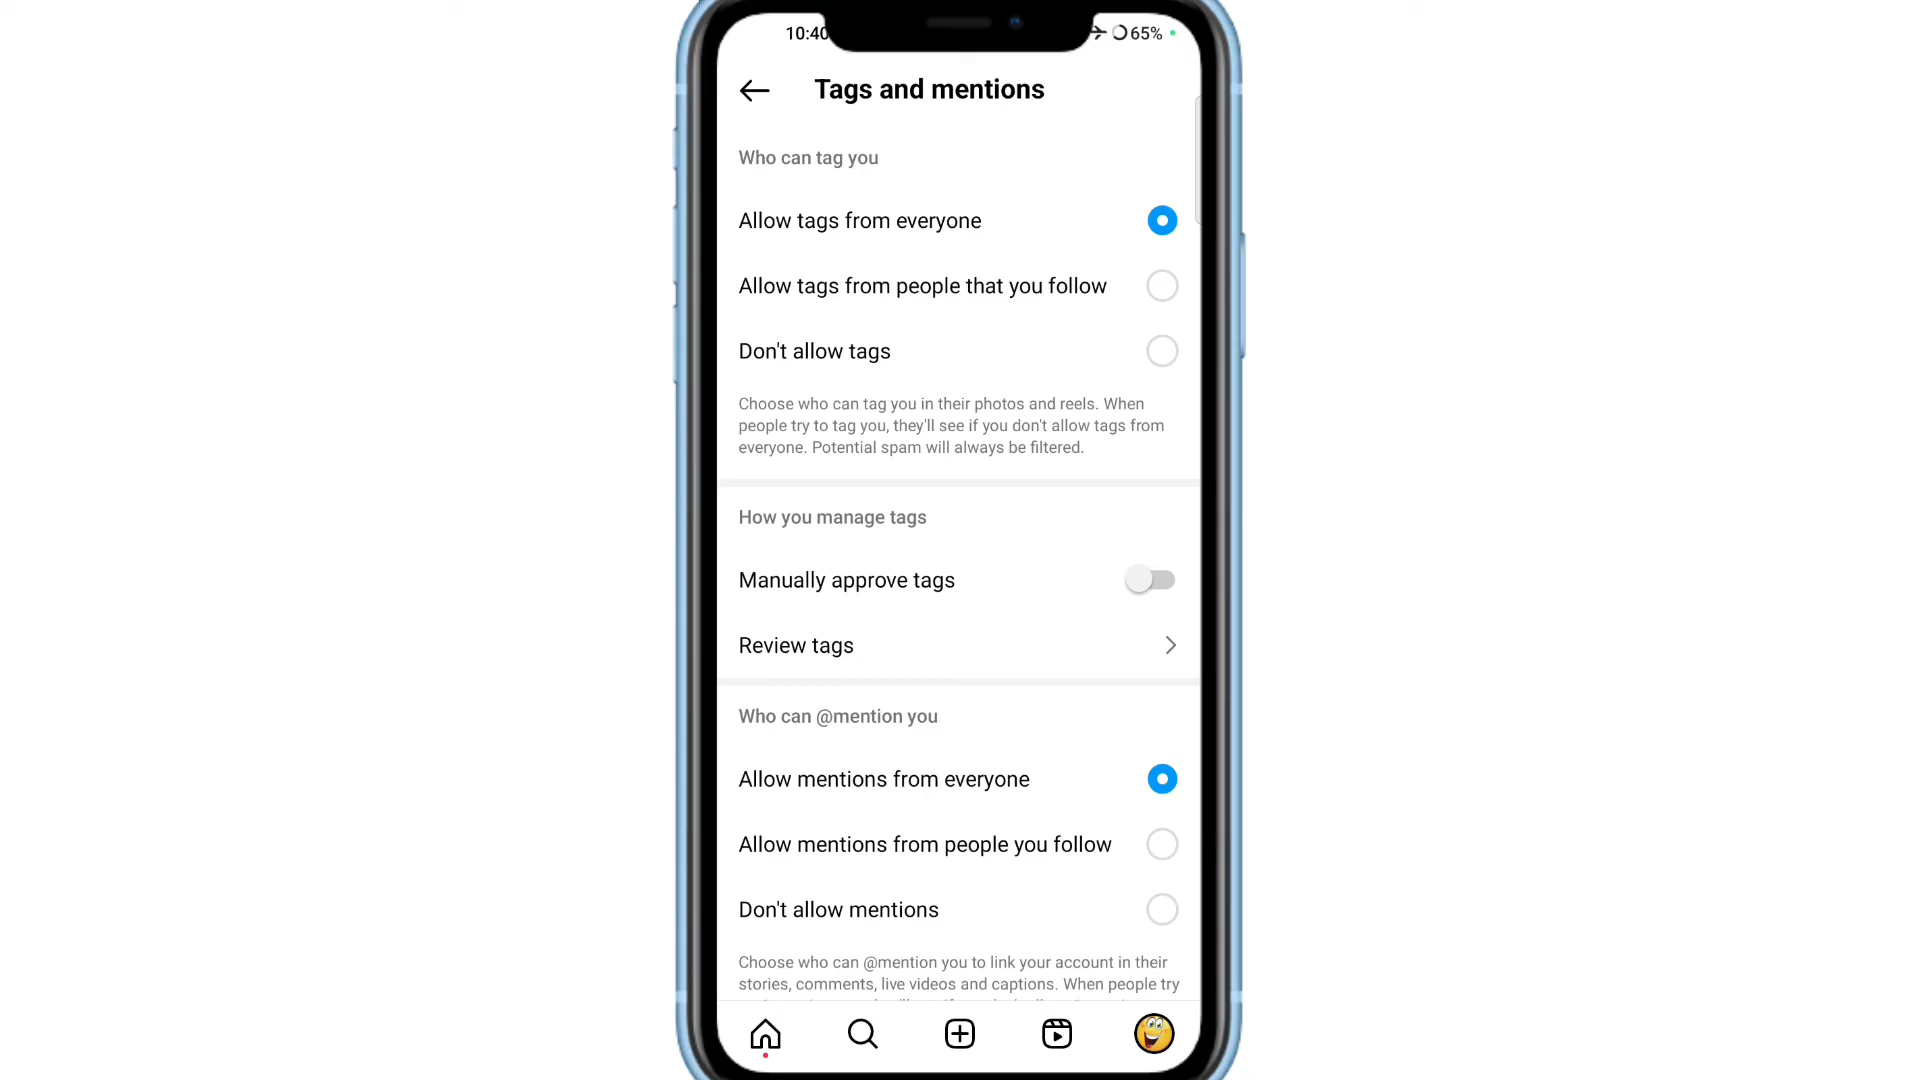 10:40
65%
Tags and mentions
Who can tag you
Allow tags from everyone
Allow tags from people that you follow
Don't allow tags
Choose who can tag you in their photos and reels. When
people try to tag you, they'll see if you don't allow tags from
everyone. Potential spam will always be filtered.
How you manage tags
Manually approve tags
Review tags
Who can @mention you
Allow mentions from everyone
Allow mentions from people you follow
Don't allow mentions
Choose who can @mention you to link your account in their
stories, comments, live videos and captions. When people try